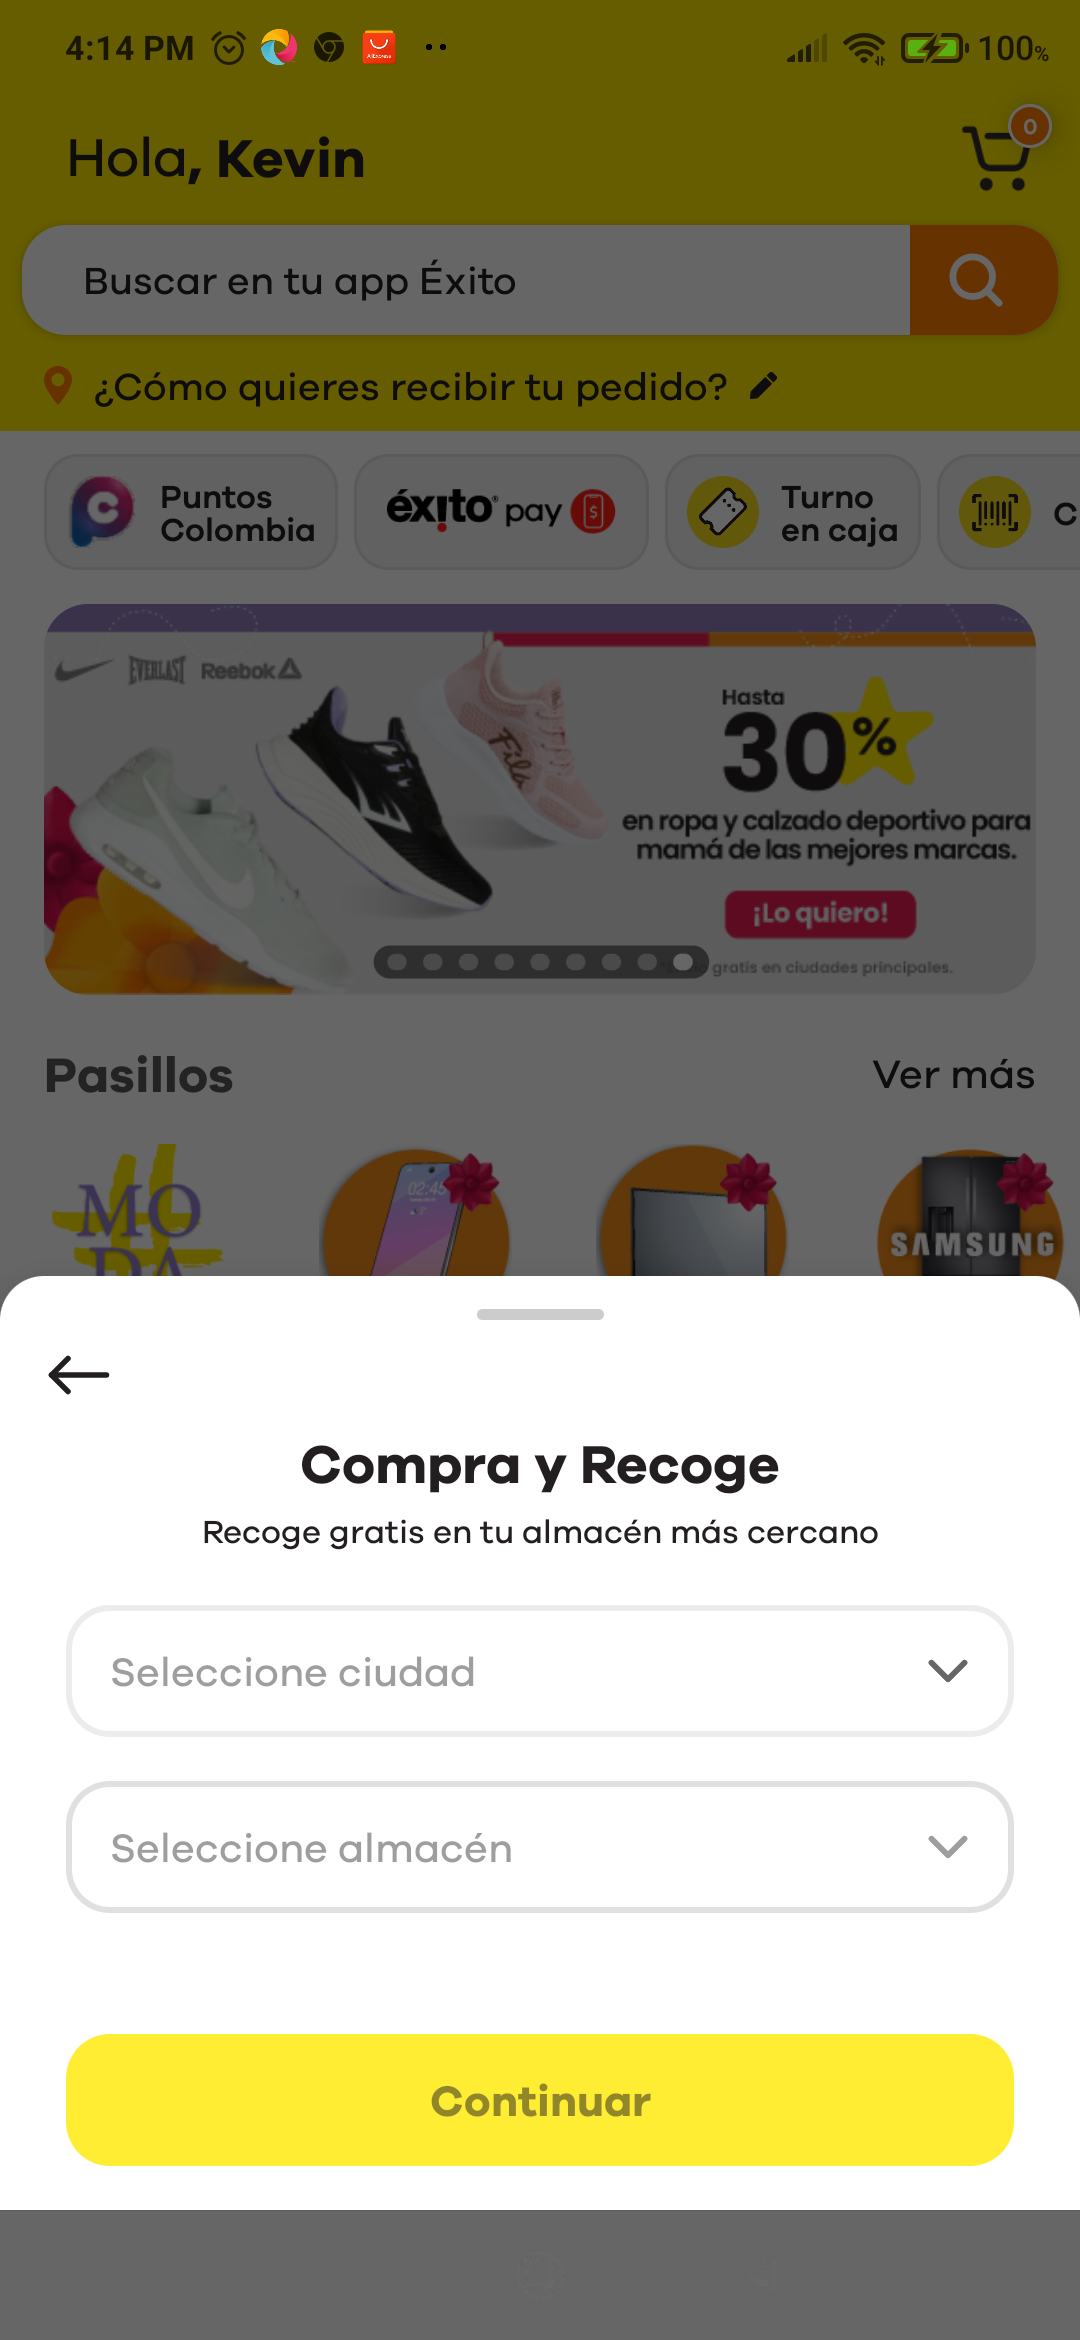 4:14 PM
100%
Hola, Kevin
0
Buscar en tu app Éxito
¿Cómo quieres recibir tu pedido?
Puntos
Colombia
éxito pay
Turno
en caja
C
EVERLAST Reebok
Fila
Hasta
30%
en ropa y calzado deportivo para
mamá de las mejores marcas.
¡Lo quiero!
gratis en ciudades principales.
Pasillos
Ver más
MO
DA
02:45
SAMSUNG
Compra y Recoge
Recoge gratis en tu almacén más cercano
Seleccione ciudad
Seleccione almacén
Continuar